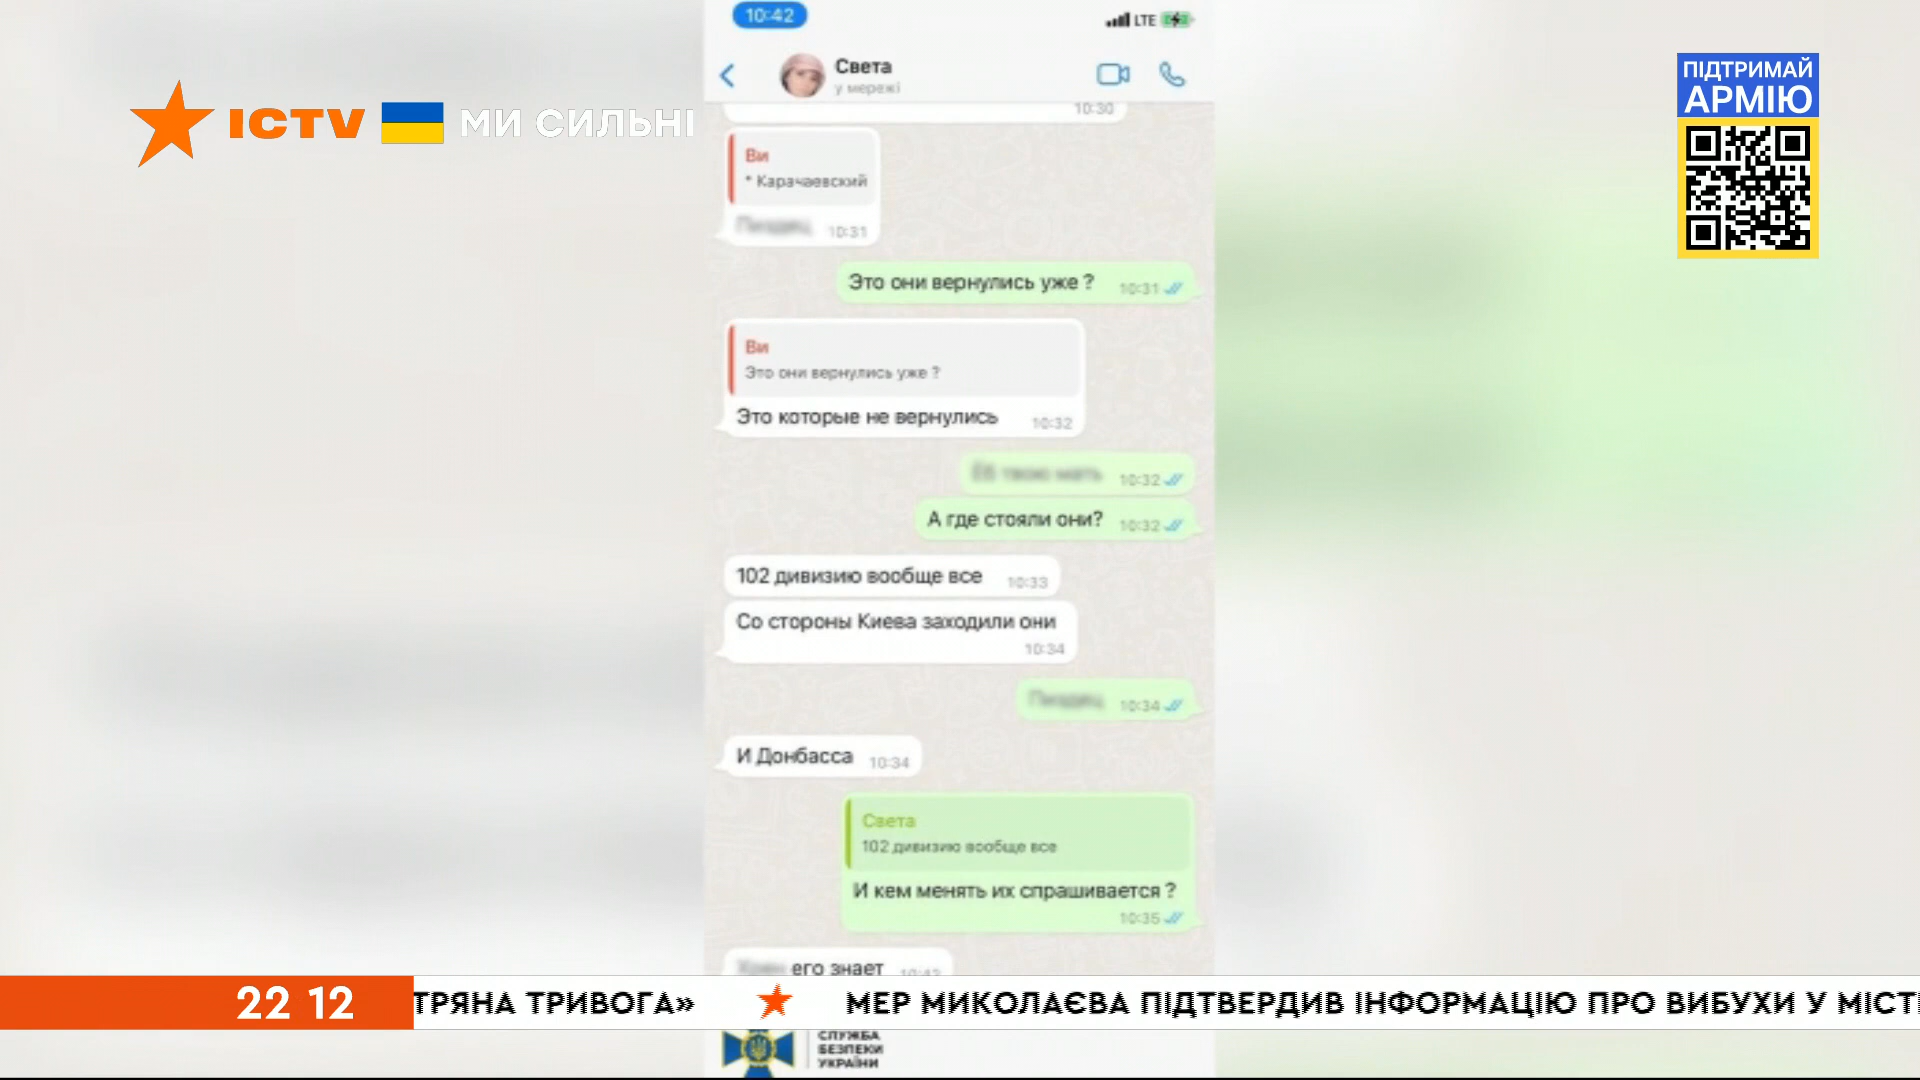 10:42
LTE
Света
у мережі
ICTV МИ СИЛЬНІ
ПІДТРИМАЙ
АРМІЮ
10:30
Ви
* Карачаевский
10:31
Это они вернулись уже ? 10:31
Ви
Это они вернулись уже ?
Это которые не вернулись 10:32
10:32
А где стояли они? 10:32
102 дивизию вообще все 10:33
Со стороны Киева заходили они
10:34
10:34
И Донбасса 10:34
Света
102 дивизию вообще все
И кем менять их спрашивается ?
10:35
его знает
22 12 ТРЯНА ТРИВОГА» МЕР МИКОЛАЄВА ПІДТВЕРДИВ ІНФОРМАЦІЮ ПРО ВИБУХИ У МІСТІ
СЛУЖБА
БЕЗПЕКИ
УКРАЇНИ